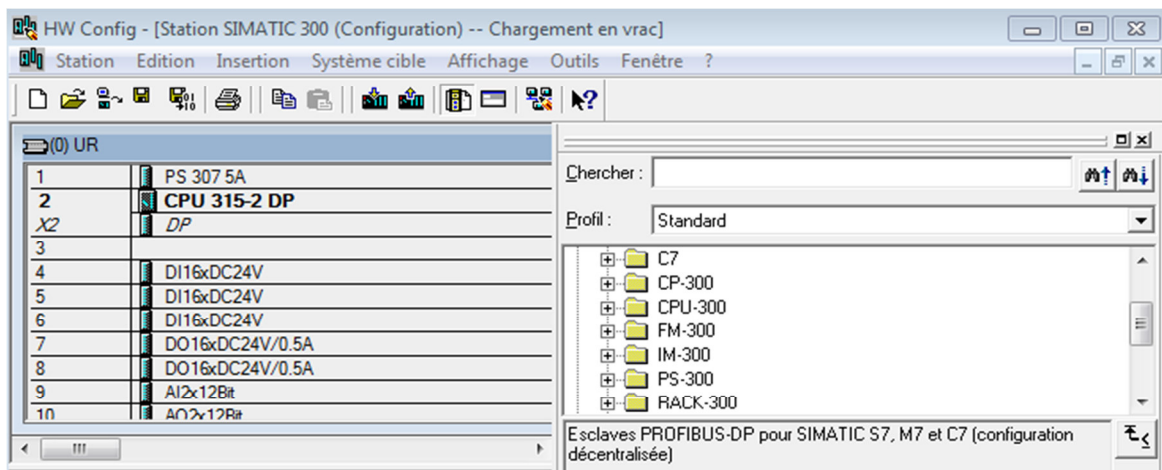 HW Config - [Station SIMATIC 300 (Configuration) -- Chargement en vrac]
Station Edition Insertion Système cible Affichage Outils Fenêtre ?
(0) UR
1 PS 307 5A
2 CPU 315-2 DP
X2 DP
3
4 DI16xDC24V
5 DI16xDC24V
6 DI16xDC24V
7 DO16xDC24V/0.5A
8 DO16xDC24V/0.5A
9 AI2x12Bit
10 AO2x12Bit
Chercher :
Profil : Standard
C7
CP-300
CPU-300
FM-300
IM-300
PS-300
RACK-300
Esclaves PROFIBUS-DP pour SIMATIC S7, M7 et C7 (configuration
décentralisée)